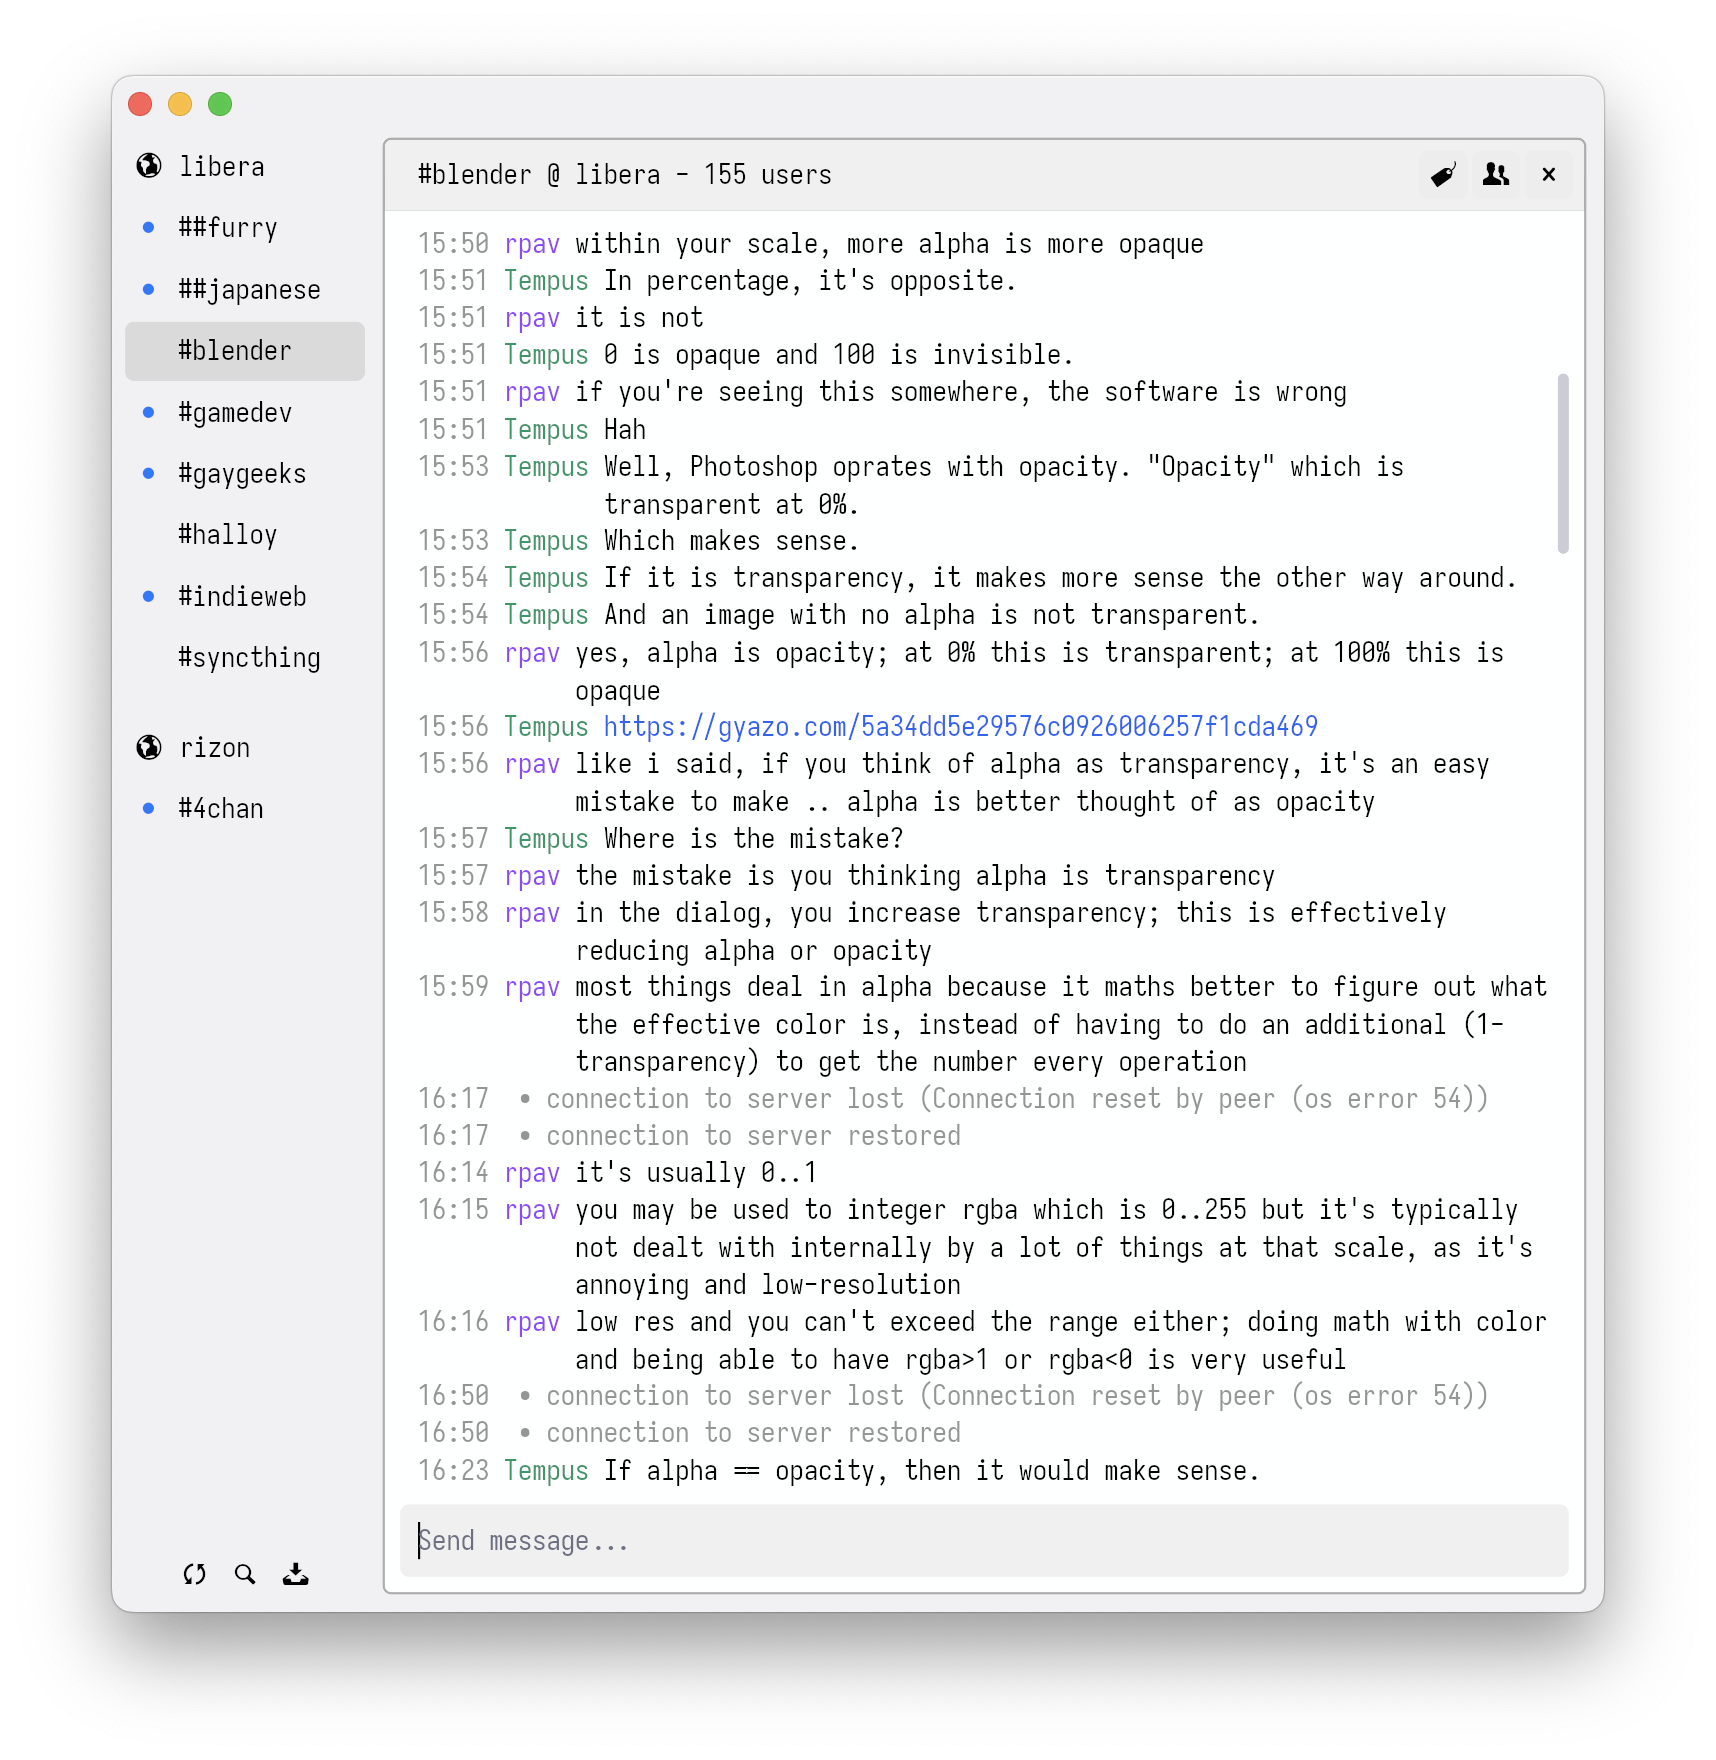 libera
##furry
##japanese
#blender
#gamedev
#gaygeeks
#halloy
#indieweb
#syncthing
rizon
#4chan
#blender @ libera - 155 users
15:50 rpav within your scale, more alpha is more opaque
15:51 Tempus In percentage, it's opposite.
15:51 rpav it is not
15:51 Tempus 0 is opaque and 100 is invisible.
15:51 rpav if you're seeing this somewhere, the software is wrong
15:51 Tempus Hah
15:53 Tempus Well, Photoshop oprates with opacity. "Opacity" which is
transparent at 0%.
15:53 Tempus Which makes sense.
15:54 Tempus If it is transparency, it makes more sense the other way around.
15:54 Tempus And an image with no alpha is not transparent.
15:56 rpav yes, alpha is opacity; at 0% this is transparent; at 100% this is
opaque
15:56 Tempus https://gyazo.com/5a34dd5e29576c0926006257f1cda469
15:56 rpav like i said, if you think of alpha as transparency, it's an easy
mistake to make .. alpha is better thought of as opacity
15:57 Tempus Where is the mistake?
15:57 rpav the mistake is you thinking alpha is transparency
15:58 rpav in the dialog, you increase transparency; this is effectively
reducing alpha or opacity
15:59 rpav most things deal in alpha because it maths better to figure out what
the effective color is, instead of having to do an additional (1-
transparency) to get the number every operation
16:17 • connection to server lost (Connection reset by peer (os error 54))
16:17 • connection to server restored
16:14 rpav it's usually 0..1
16:15 rpav you may be used to integer rgba which is 0..255 but it's typically
not dealt with internally by a lot of things at that scale, as it's
annoying and low-resolution
16:16 rpav low res and you can't exceed the range either; doing math with color
and being able to have rgba>1 or rgba<0 is very useful
16:50 • connection to server lost (Connection reset by peer (os error 54))
16:50 • connection to server restored
16:23 Tempus If alpha == opacity, then it would make sense.
Send message...